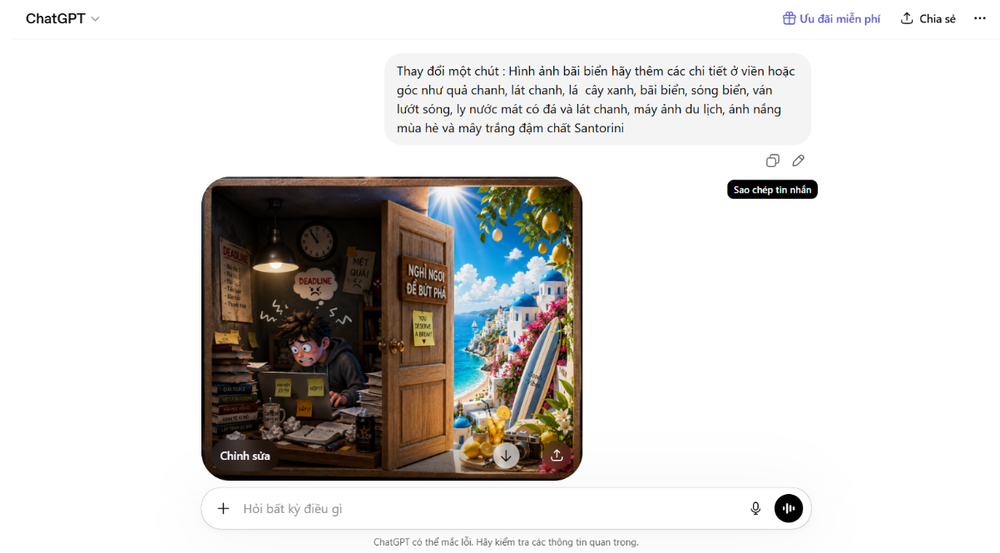 ChatGPT
Ưu đãi miễn phí
Chia sẻ
Thay đổi một chút : Hình ảnh bãi biển hãy thêm các chi tiết ở viền hoặc
góc như quả chanh, lát chanh, lá cây xanh, bãi biển, sóng biển, ván
lướt sóng, ly nước mát có đá và lát chanh, máy ảnh du lịch, ánh nắng
mùa hè và mây trắng đậm chất Santorini
Sao chép tin nhắn
DEADLINE
MỆT
QUÁ!
DEADLINE
NGHỈ NGƠI
ĐỂ BỨT PHÁ
YOU
DESERVE
A BREAK!
Good
Vibes
GIẢI TÍCH 2
Chỉnh sửa
Hỏi bất kỳ điều gì
ChatGPT có thể mắc lỗi. Hãy kiểm tra các thông tin quan trọng.